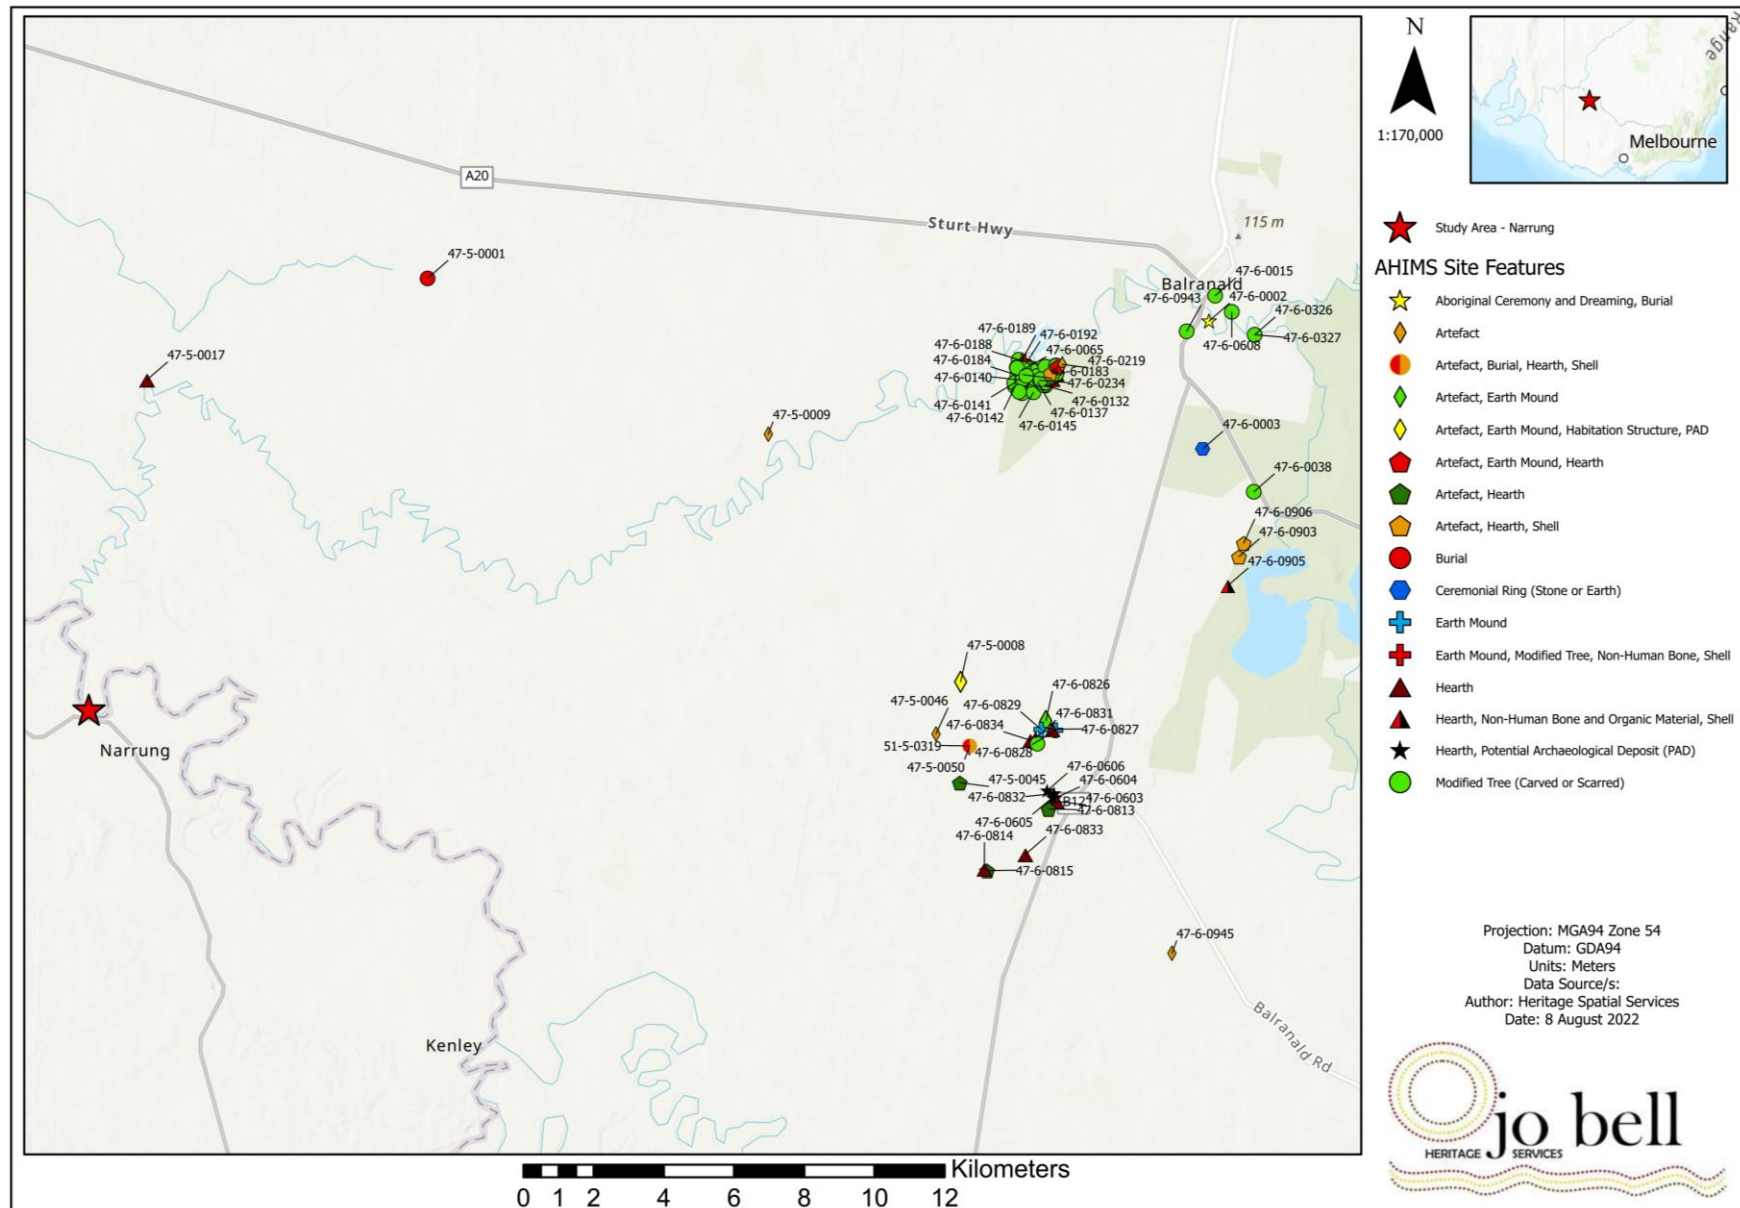 A20
Sturt Hwy
115 m
Balranald
47-5-0001
47-6-0015
47-6-0943
47-6-0002
47-6-0326
47-6-0608
47-6-0327
47-6-0189
47-6-0192
47-6-0188
47-6-0065
47-6-0184
47-6-0219
47-6-0140
47-6-0183
47-6-0234
47-6-0141
47-6-0132
47-6-0142
47-6-0137
47-6-0145
47-5-0017
47-5-0009
47-6-0003
47-6-0038
47-6-0906
47-6-0903
47-6-0905
47-5-0008
47-6-0826
47-5-0046
47-6-0829
47-6-0831
47-6-0834
47-6-0827
51-5-0319
47-6-0828
47-5-0050
47-6-0606
47-5-0045
47-6-0604
47-6-0832
47-6-0603
B12
47-6-0813
47-6-0605
47-6-0814
47-6-0833
47-6-0815
47-6-0945
Narrung
Kenley
Balranald Rd
Kilometers
0 1 2 4 6 8 10 12
N
1:170,000
Range
Melbourne
Study Area - Narrung
AHIMS Site Features
Aboriginal Ceremony and Dreaming, Burial
Artefact
Artefact, Burial, Hearth, Shell
Artefact, Earth Mound
Artefact, Earth Mound, Habitation Structure, PAD
Artefact, Earth Mound, Hearth
Artefact, Hearth
Artefact, Hearth, Shell
Burial
Ceremonial Ring (Stone or Earth)
Earth Mound
Earth Mound, Modified Tree, Non-Human Bone, Shell
Hearth
Hearth, Non-Human Bone and Organic Material, Shell
Hearth, Potential Archaeological Deposit (PAD)
Modified Tree (Carved or Scarred)
Projection: MGA94 Zone 54
Datum: GDA94
Units: Meters
Data Source/s:
Author: Heritage Spatial Services
Date: 8 August 2022
jo bell
HERITAGE SERVICES